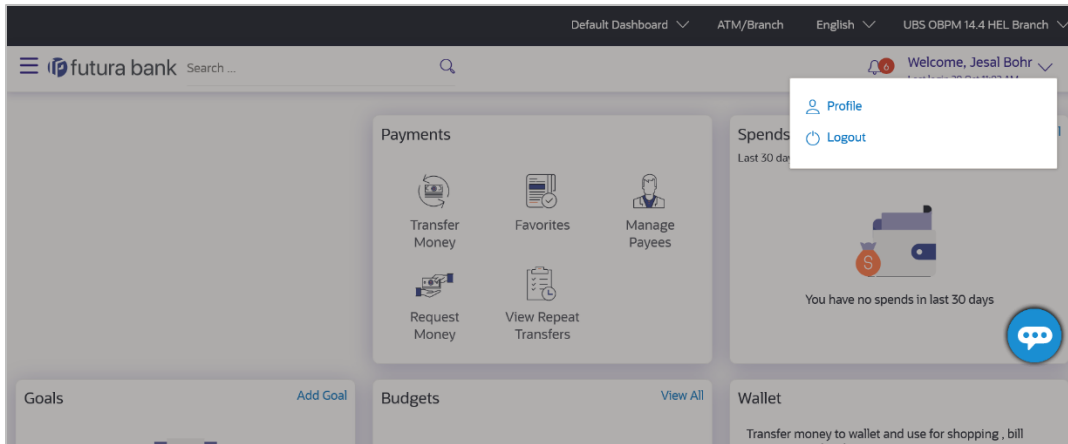 Default Dashboard ATM/Branch English UBS OBPM 14.4 HEL Branch
futura bank Search ... 6 Welcome, Jesal Bohr
Profile
Logout
Payments
Transfer
Money
Favorites
Manage
Payees
Request
Money
View Repeat
Transfers
Spends
Last 30 da
S
You have no spends in last 30 days
Goals Add Goal
Budgets View All
Wallet
Transfer money to wallet and use for shopping , bill